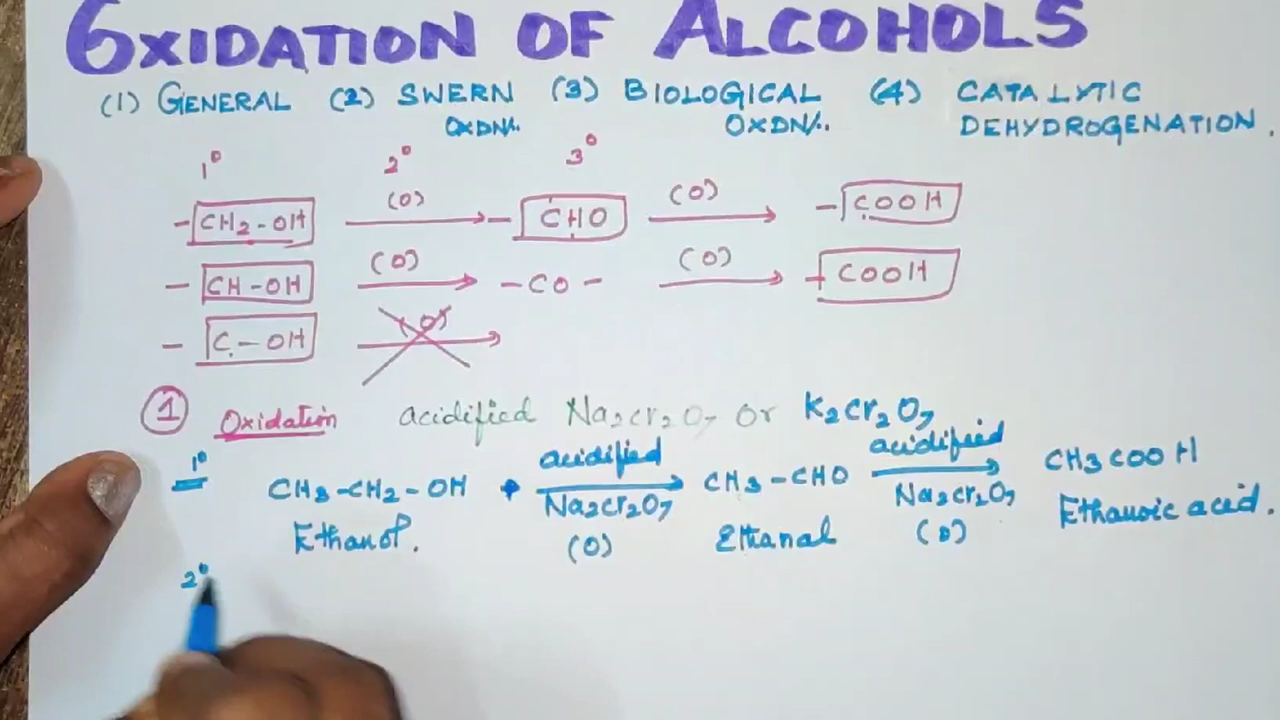 OXIDATION OF ALCOHOLS
(1) GENERAL (2) SWERN (3) BIOLOGICAL (4) CATALYTIC
OXDN/. OXDN/. DEHYDROGENATION.
1° 2° 3°
-CH2-OH (O) - CHO (O) -COOH
- CH-OH (O) -CO- (O) -COOH
- C-OH (O)
1 Oxidation acidified Na2Cr2O7 or K2Cr2O7
1° CH3-CH2-OH acidified CH3-CHO acidified CH3COOH
Na2Cr2O7 Na2Cr2O7
Ethanol. (O) Ethanal (O) Ethanoic acid.
2°